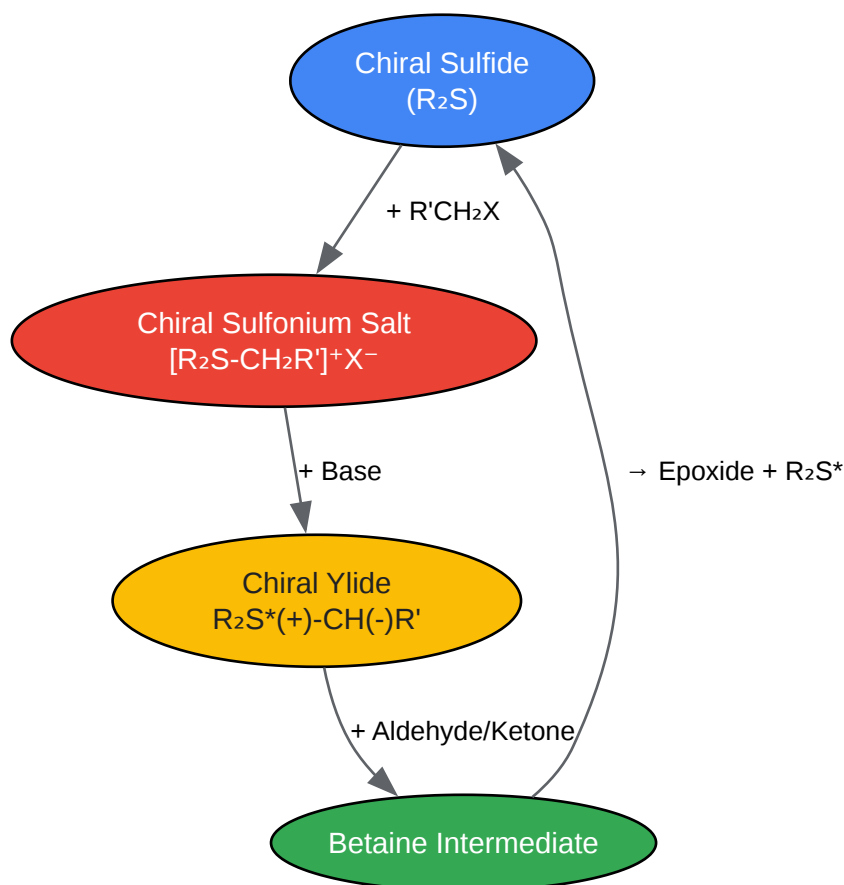 Chiral Sulfide
(R₂S)
+ R'CH₂X
Chiral Sulfonium Salt
[R₂S-CH₂R']⁺X⁻
+ Base
→ Epoxide + R₂S*
Chiral Ylide
R₂S*(+)-CH(-)R'
+ Aldehyde/Ketone
Betaine Intermediate